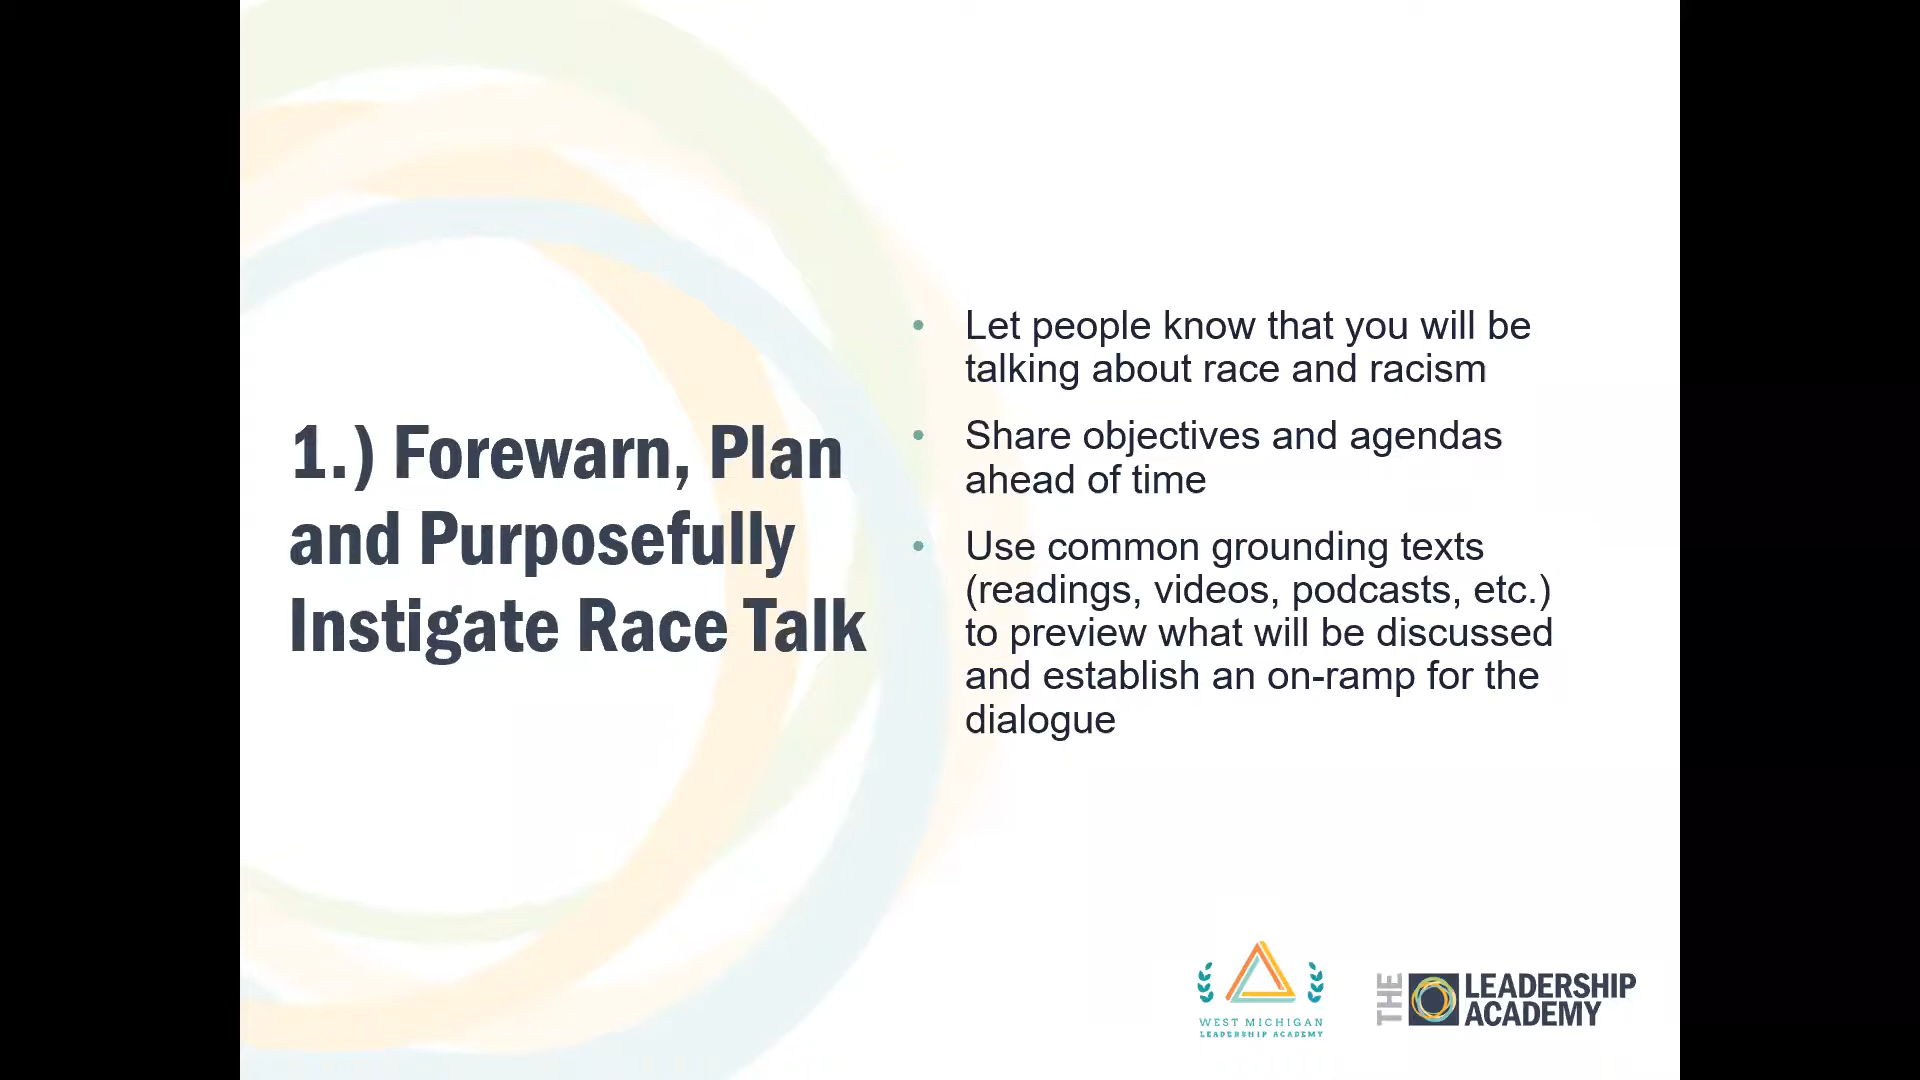 1.) Forewarn, Plan
and Purposefully
Instigate Race Talk
• Let people know that you will be
talking about race and racism
• Share objectives and agendas
ahead of time
• Use common grounding texts
(readings, videos, podcasts, etc.)
to preview what will be discussed
and establish an on-ramp for the
dialogue
WEST MICHIGAN
LEADERSHIP ACADEMY
THE
LEADERSHIP
ACADEMY